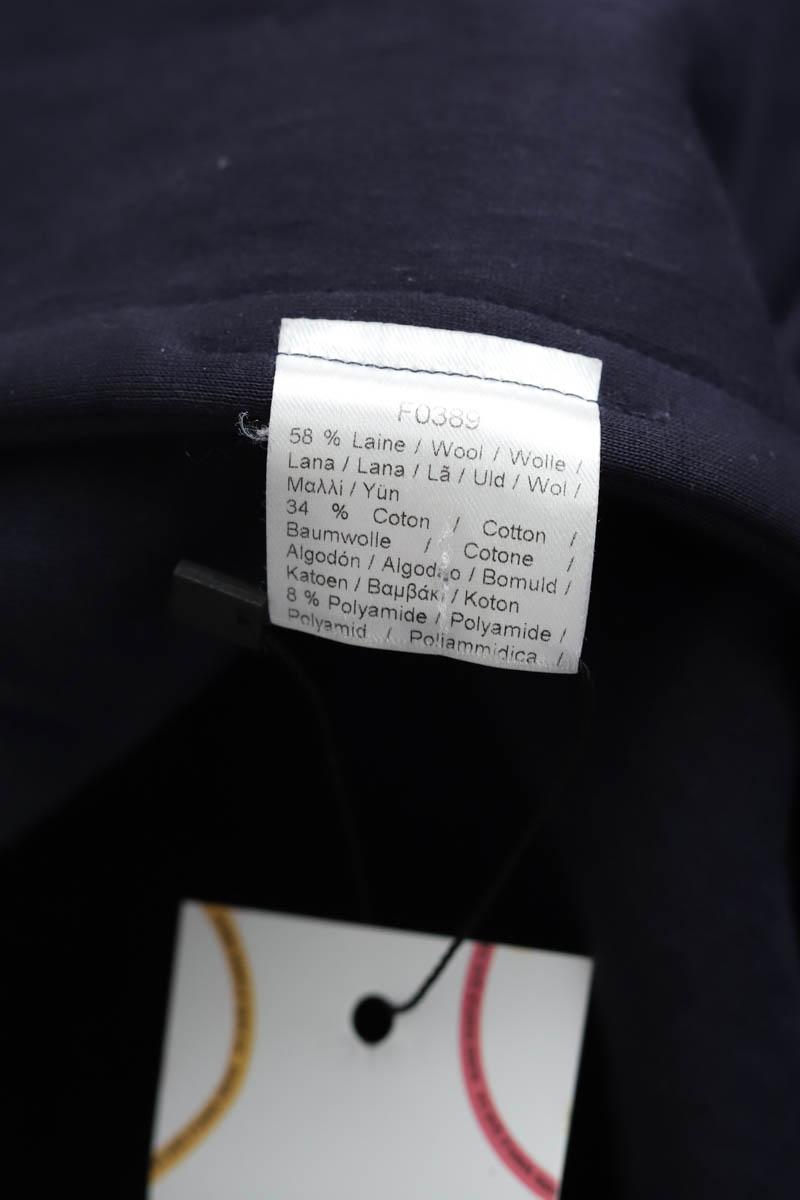 F0389
58 % Laine / Wool / Wolle /
Lana / Lana / Lã / Uld / Wol /
Μαλλί / Yün
34 % Coton / Cotton /
Baumwolle / Cotone /
Algodón / Algodão / Bomuld /
Katoen / Βαμβάκι / Koton
8 % Polyamide / Polyamide /
Polyamid / Poliammidica /